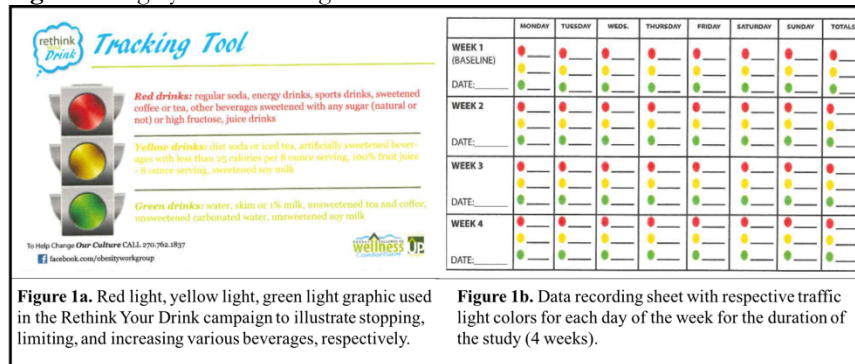 rethink
your
Drink
Tracking Tool
Red drinks: regular soda, energy drinks, sports drinks, sweetened
coffee or tea, other beverages sweetened with any sugar (natural or
not) or high fructose, juice drinks
Yellow drinks: diet soda or iced tea, artificially sweetened bever-
ages with less than 25 calories per 8 ounce serving, 100% fruit juice
- 8 ounce serving, sweetened soy milk
Green drinks: water, skim or 1% milk, unsweetened tea and coffee,
unsweetened carbonated water, unsweetened soy milk
To Help Change Our Culture CALL 270.762.1837
facebook.com/obesityworkgroup
wellness
UP
MONDAY TUESDAY WEDS. THURSDAY FRIDAY SATURDAY SUNDAY TOTALS
WEEK 1
(BASELINE)
DATE:
WEEK 2
DATE:
WEEK 3
DATE:
WEEK 4
DATE:
Figure 1a. Red light, yellow light, green light graphic used
in the Rethink Your Drink campaign to illustrate stopping,
limiting, and increasing various beverages, respectively.
Figure 1b. Data recording sheet with respective traffic
light colors for each day of the week for the duration of
the study (4 weeks).